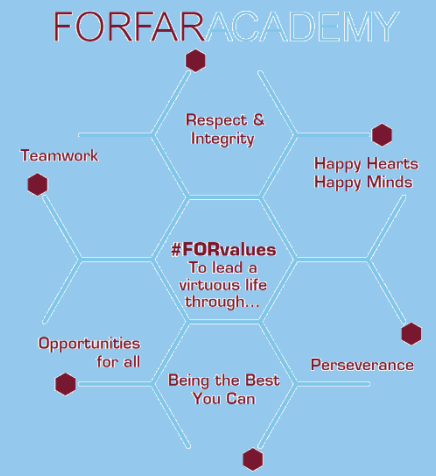 FORFARACADEMY
Respect &
Integrity
Teamwork
Happy Hearts
Happy Minds
#FORvalues
To lead a
virtuous life
through...
Opportunities
for all
Perseverance
Being the Best
You Can